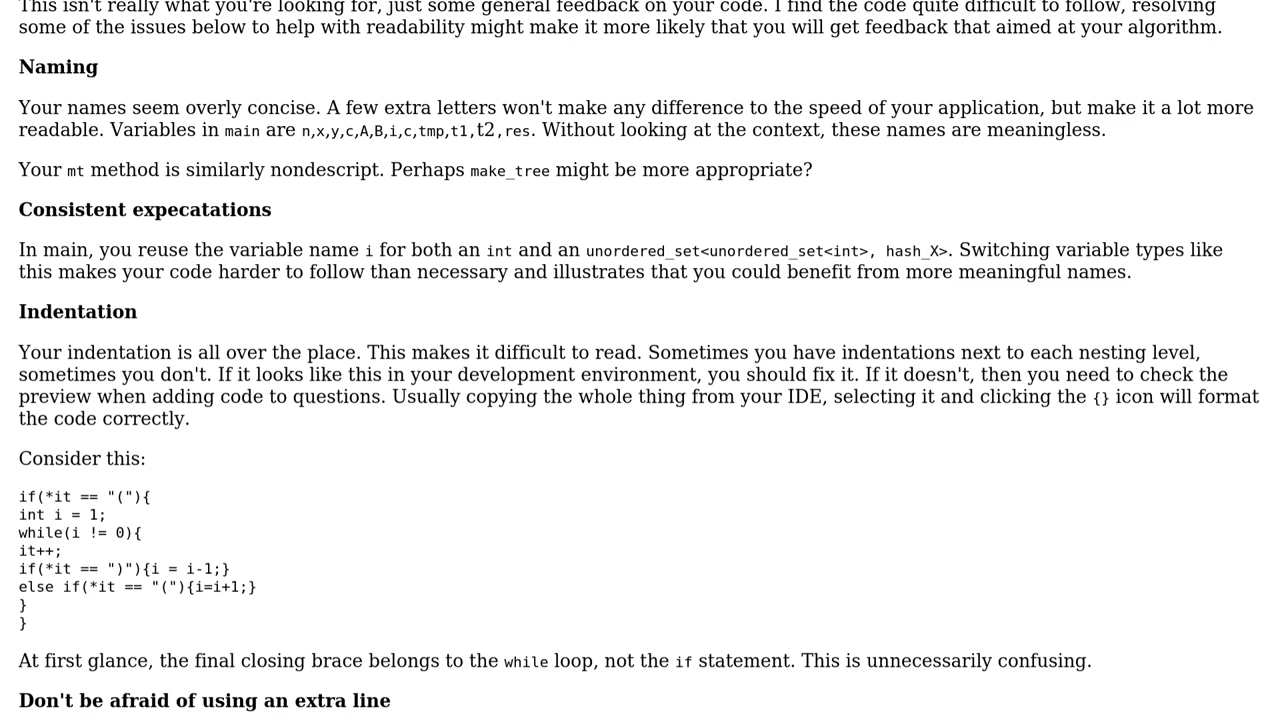 This isn't really what you're looking for, just some general feedback on your code. I find the code quite difficult to follow, resolving
some of the issues below to help with readability might make it more likely that you will get feedback that aimed at your algorithm.
Naming
Your names seem overly concise. A few extra letters won't make any difference to the speed of your application, but make it a lot more
readable. Variables in main are n,x,y,c,A,B,i,c,tmp,t1,t2,res. Without looking at the context, these names are meaningless.
Your mt method is similarly nondescript. Perhaps make_tree might be more appropriate?
Consistent expecatations
In main, you reuse the variable name i for both an int and an unordered_set<unordered_set<int>, hash_X>. Switching variable types like
this makes your code harder to follow than necessary and illustrates that you could benefit from more meaningful names.
Indentation
Your indentation is all over the place. This makes it difficult to read. Sometimes you have indentations next to each nesting level,
sometimes you don't. If it looks like this in your development environment, you should fix it. If it doesn't, then you need to check the
preview when adding code to questions. Usually copying the whole thing from your IDE, selecting it and clicking the {} icon will format
the code correctly.
Consider this:
if(*it == "("){
int i = 1;
while(i != 0){
it++;
if(*it == ")"){i = i-1;}
else if(*it == "("){i=i+1;}
}
}
At first glance, the final closing brace belongs to the while loop, not the if statement. This is unnecessarily confusing.
Don't be afraid of using an extra line